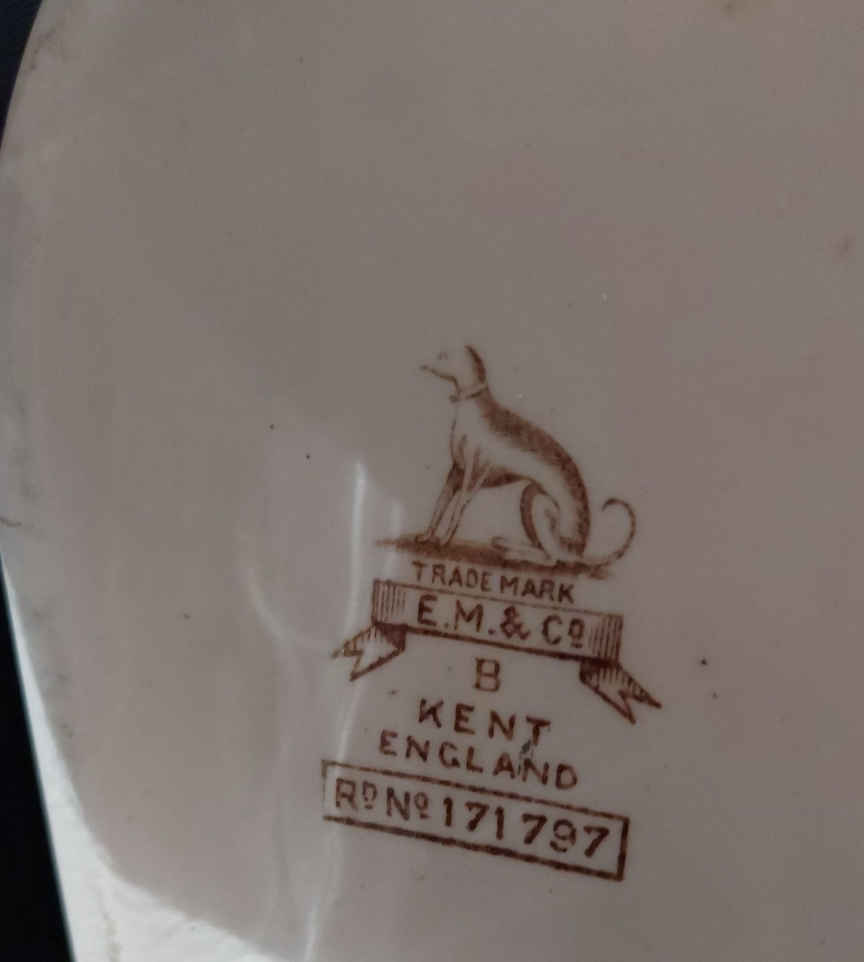 TRADE MARK
E.M. & Co
B
KENT
ENGLAND
RD No 171797